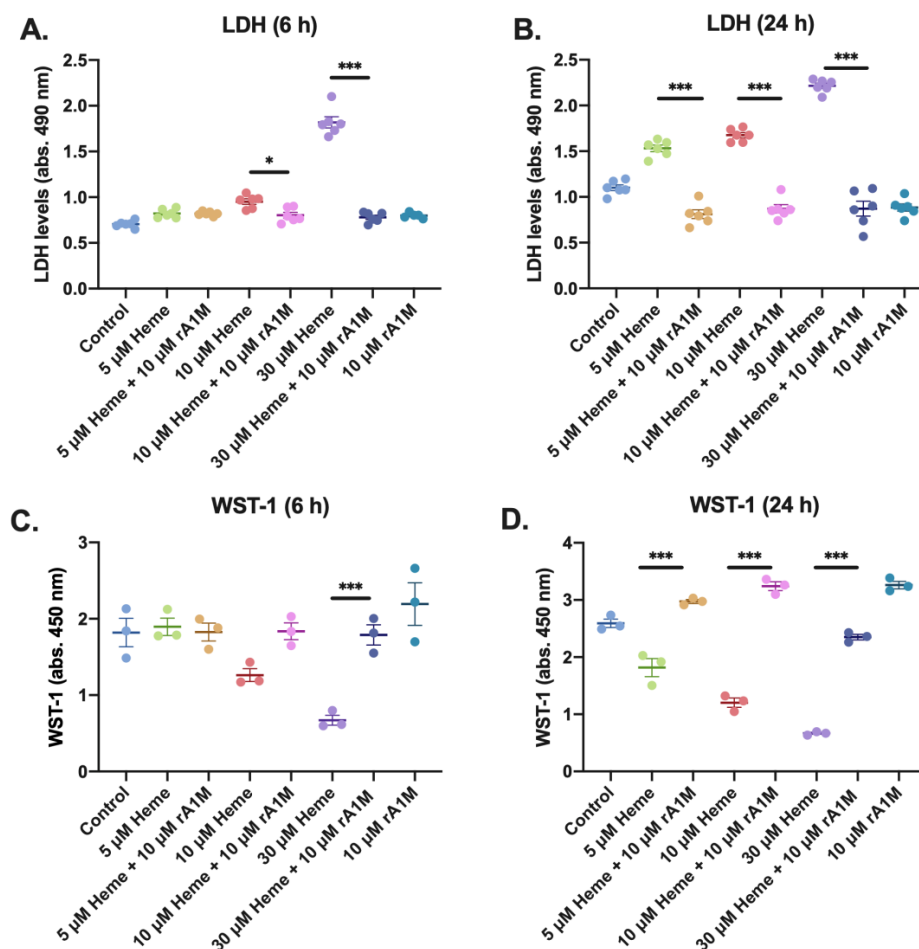 A.
LDH (6 h)
LDH levels (abs. 490 nm)
2.5
2.0
1.5
1.0
0.5
0.0
*
***
Control
5 µM Heme
5 µM Heme + 10 µM rA1M
10 µM Heme
10 µM Heme + 10 µM rA1M
30 µM Heme
30 µM Heme + 10 µM rA1M
10 µM rA1M
B.
LDH (24 h)
LDH levels (abs. 490 nm)
2.5
2.0
1.5
1.0
0.5
0.0
***
***
***
Control
5 µM Heme
5 µM Heme + 10 µM rA1M
10 µM Heme
10 µM Heme + 10 µM rA1M
30 µM Heme
30 µM Heme + 10 µM rA1M
10 µM rA1M
C.
WST-1 (6 h)
WST-1 (abs. 450 nm)
3
2
1
0
***
Control
5 µM Heme
5 µM Heme + 10 µM rA1M
10 µM Heme
10 µM Heme + 10 µM rA1M
30 µM Heme
30 µM Heme + 10 µM rA1M
10 µM rA1M
D.
WST-1 (24 h)
WST-1 (abs. 450 nm)
4
3
2
1
0
***
***
***
Control
5 µM Heme
5 µM Heme + 10 µM rA1M
10 µM Heme
10 µM Heme + 10 µM rA1M
30 µM Heme
30 µM Heme + 10 µM rA1M
10 µM rA1M